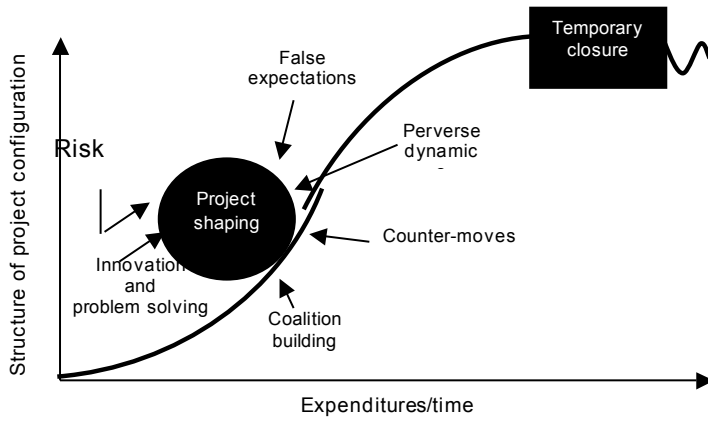 Temporary
closure
False
expectations
Perverse
dynamic
Risk
Project
shaping
Counter-moves
Innovation
and
problem solving
Coalition
building
Structure of project configuration
Expenditures/time